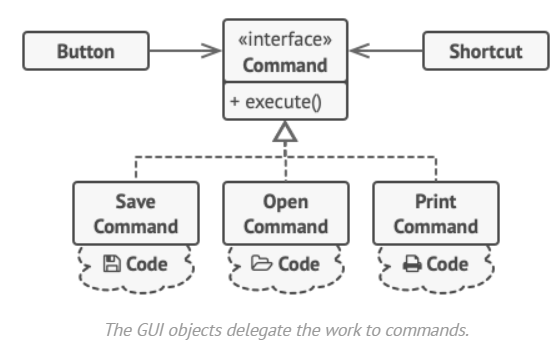 Button
«interface»
Command
Shortcut
+ execute()
Save
Command
Open
Command
Print
Command
Code
Code
Code
The GUI objects delegate the work to commands.